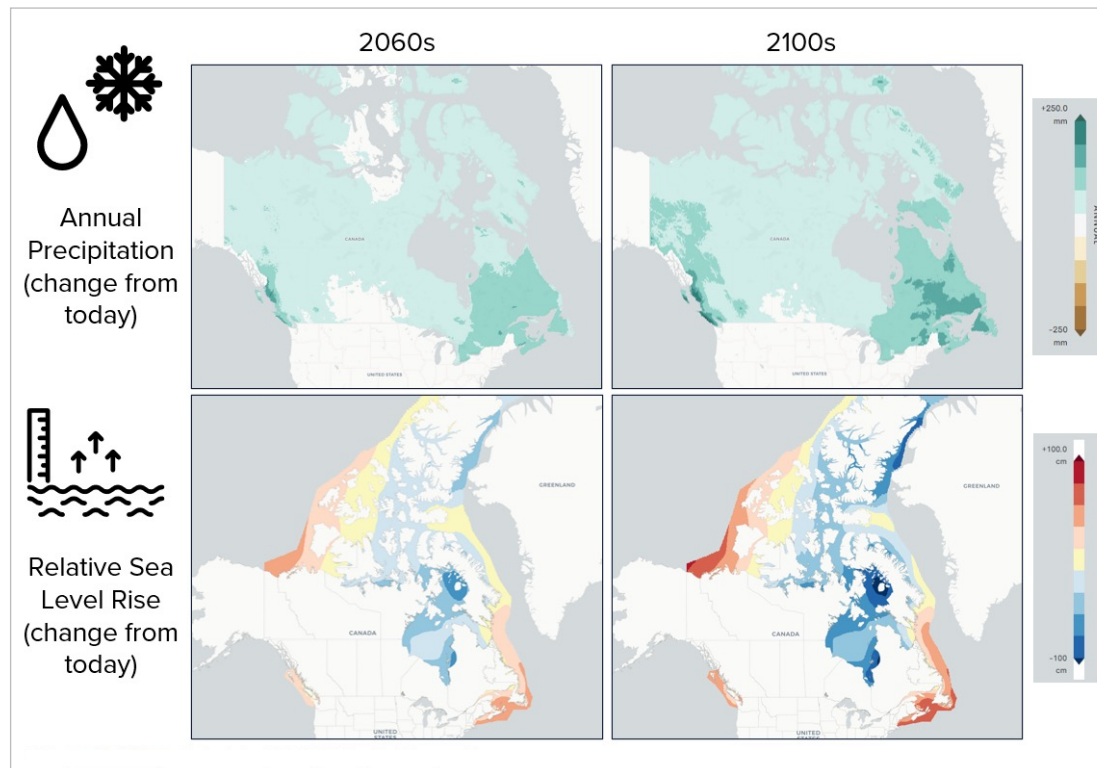 2060s
2100s
Annual
Precipitation
(change from
today)
CANADA
UNITED STATES
CANADA
UNITED STATES
+250.0
mm
ANNUAL
-250
mm
Relative Sea
Level Rise
(change from
today)
GREENLAND
CANADA
UNITED
STATES
GREENLAND
CANADA
UNITED
STATES
+100.0
cm
-100
cm